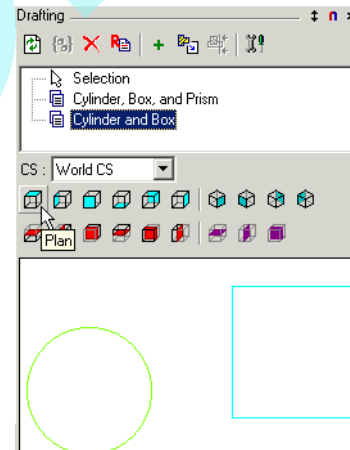 Drafting
Selection
Cylinder, Box, and Prism
Cylinder and Box
CS : World CS
Plan